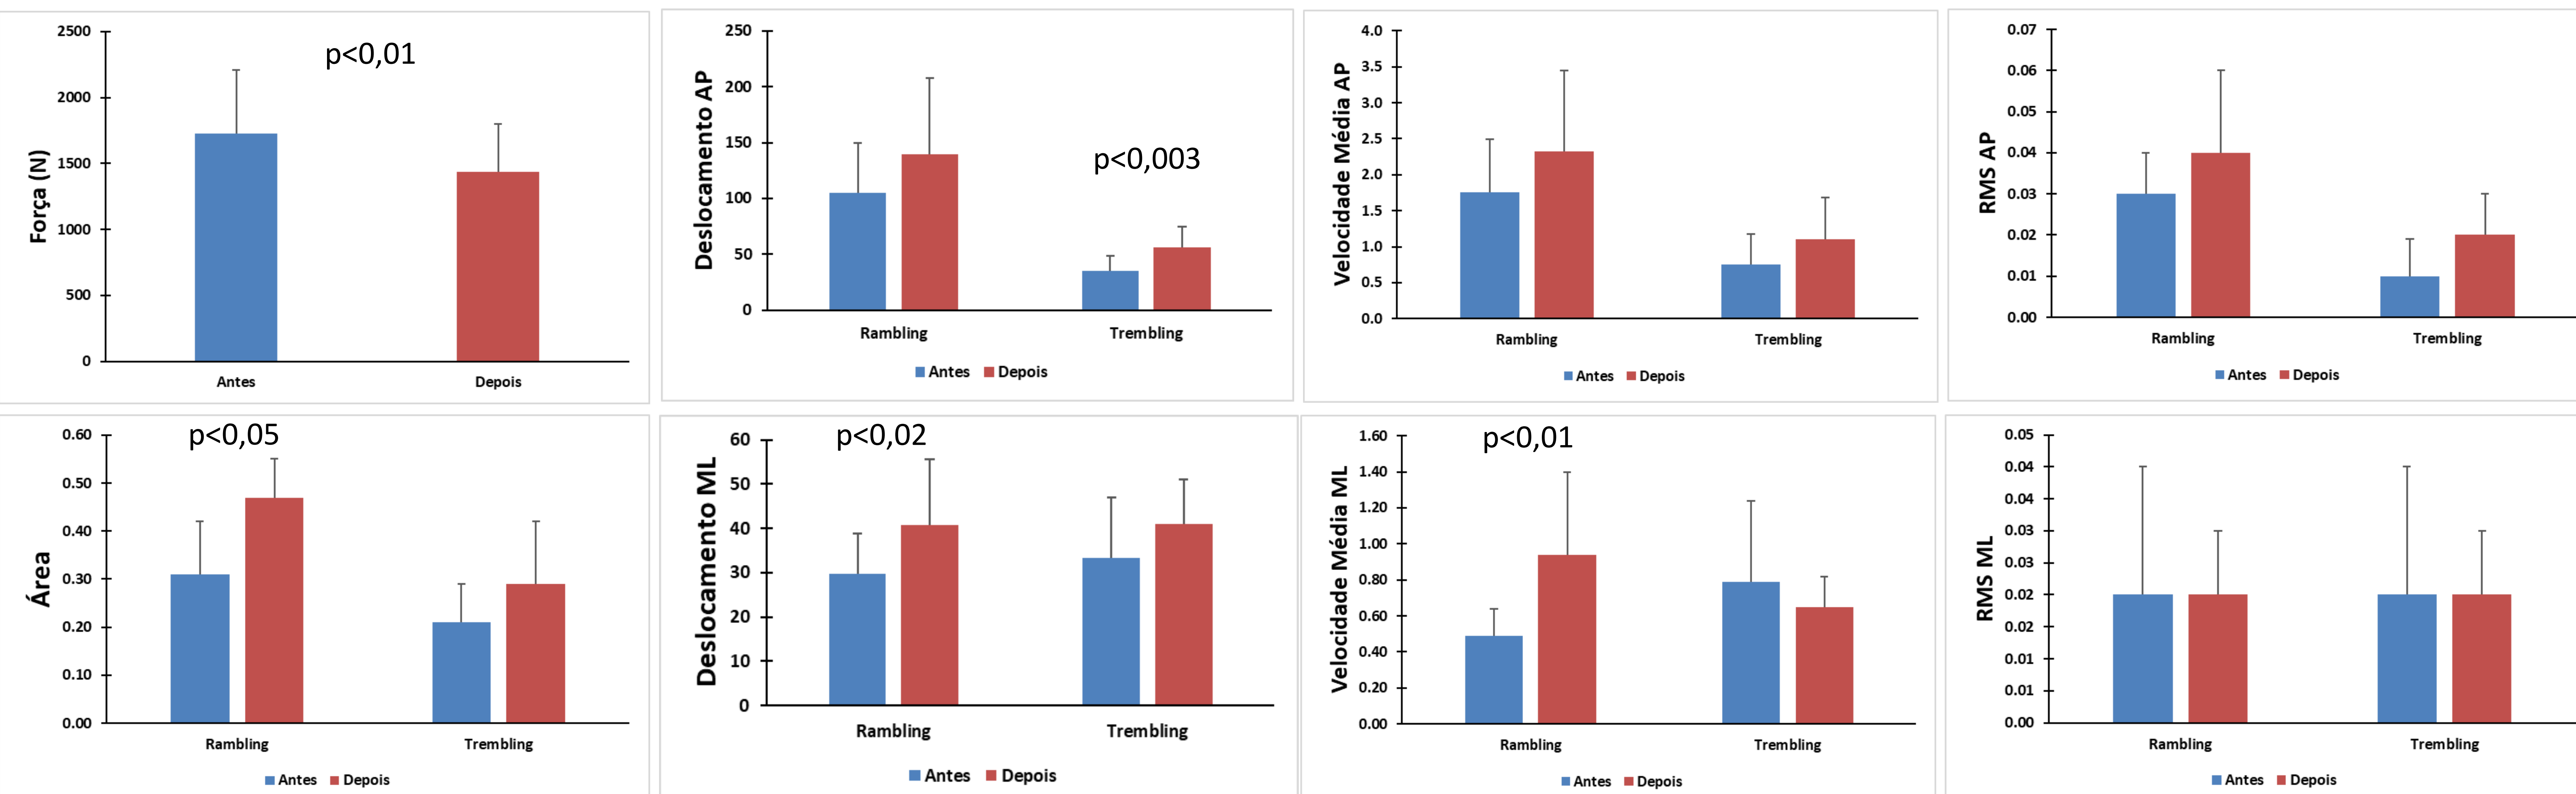 p<0,01
Força (N)
2500
2000
1500
1000
500
0
Antes
Depois
Deslocamento AP
250
200
150
100
50
0
p<0,003
Rambling
Trembling
Antes
Depois
Velocidade Média AP
4.0
3.5
3.0
2.5
2.0
1.5
1.0
0.5
0.0
Rambling
Trembling
Antes
Depois
RMS AP
0.07
0.06
0.05
0.04
0.03
0.02
0.01
0.00
Rambling
Trembling
Antes
Depois
p<0,05
Área
0.60
0.50
0.40
0.30
0.20
0.10
0.00
Rambling
Trembling
Antes
Depois
p<0,02
Deslocamento ML
60
50
40
30
20
10
0
Rambling
Trembling
Antes
Depois
p<0,01
Velocidade Média ML
1.60
1.40
1.20
1.00
0.80
0.60
0.40
0.20
0.00
Rambling
Trembling
Antes
Depois
RMS ML
0.05
0.04
0.04
0.03
0.03
0.02
0.02
0.01
0.01
0.00
Rambling
Trembling
Antes
Depois